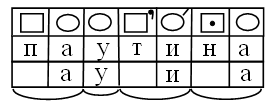 п а у т и н а
а у и а